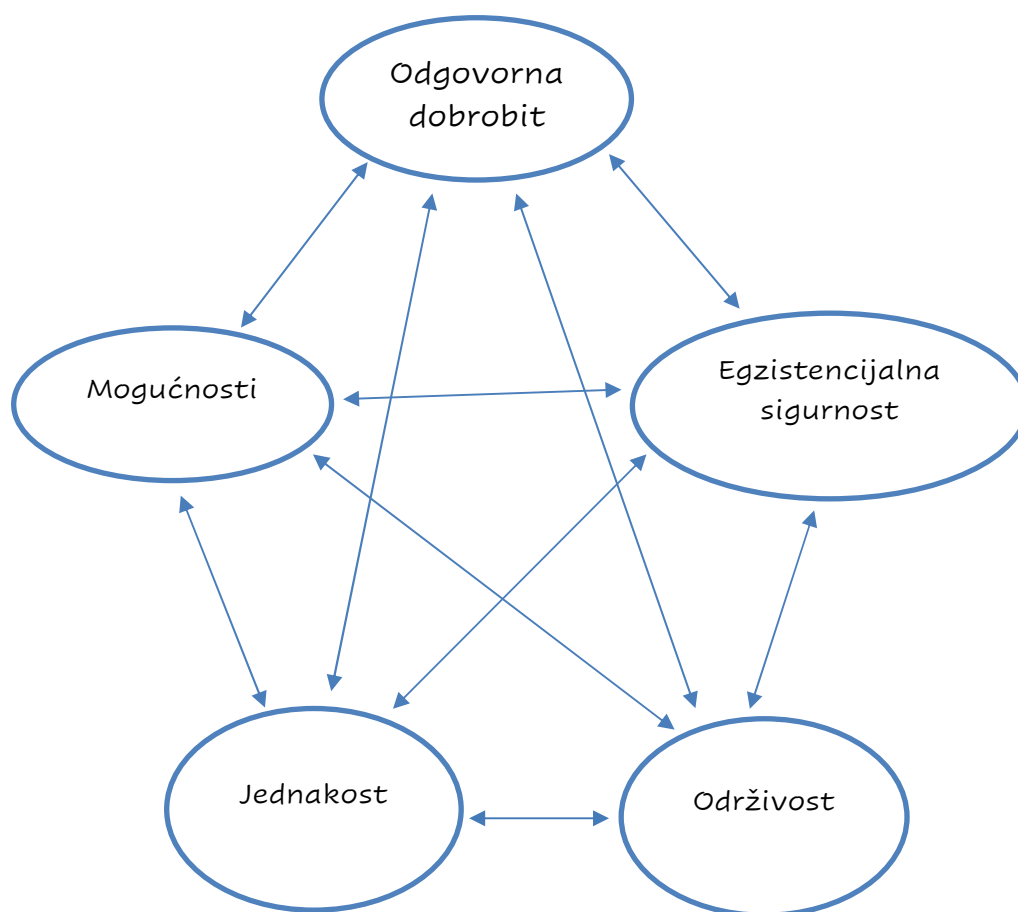 Odgovorna
dobrobit
Mogućnosti
Egzistencijalna
sigurnost
Jednakost
Održivost